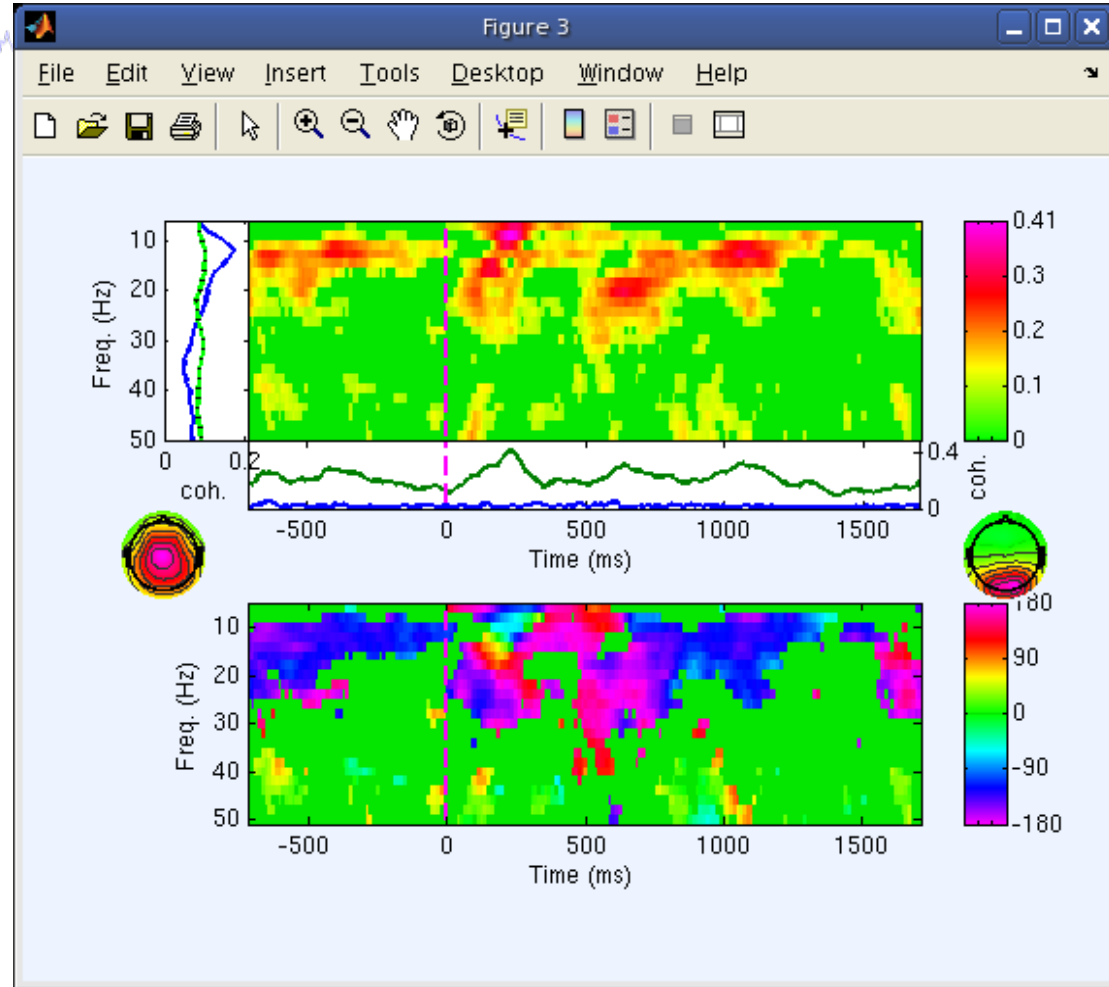 Figure 3
File Edit View Insert Tools Desktop Window Help
10
20
30
40
50
Freq. (Hz)
0 0.2
coh.
0.41
0.3
0.2
0.1
0
0.4
0
coh.
-500 0 500 1000 1500
Time (ms)
10
20
30
40
50
Freq. (Hz)
180
90
0
-90
-180
-500 0 500 1000 1500
Time (ms)